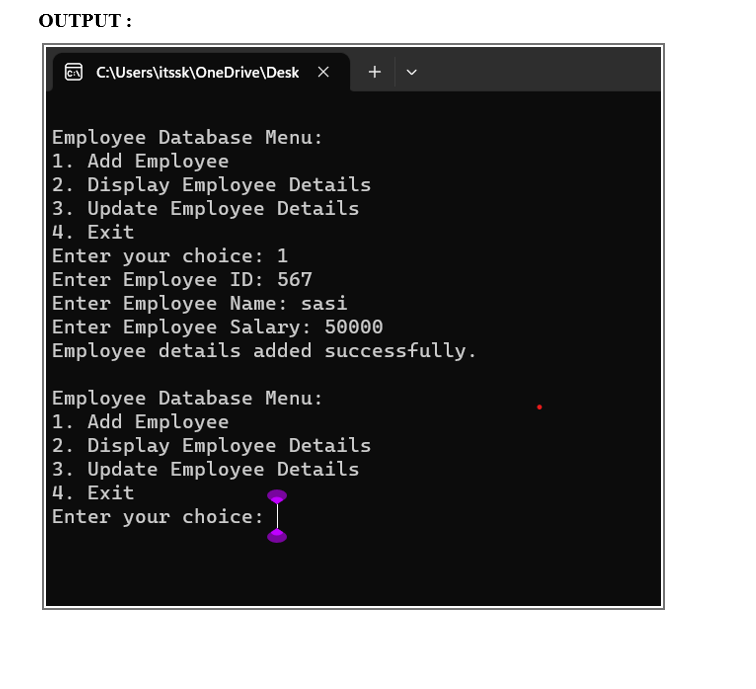 OUTPUT :
C:\Users\itssk\OneDrive\Desk
Employee Database Menu:
1. Add Employee
2. Display Employee Details
3. Update Employee Details
4. Exit
Enter your choice: 1
Enter Employee ID: 567
Enter Employee Name: sasi
Enter Employee Salary: 50000
Employee details added successfully.
Employee Database Menu:
1. Add Employee
2. Display Employee Details
3. Update Employee Details
4. Exit
Enter your choice: